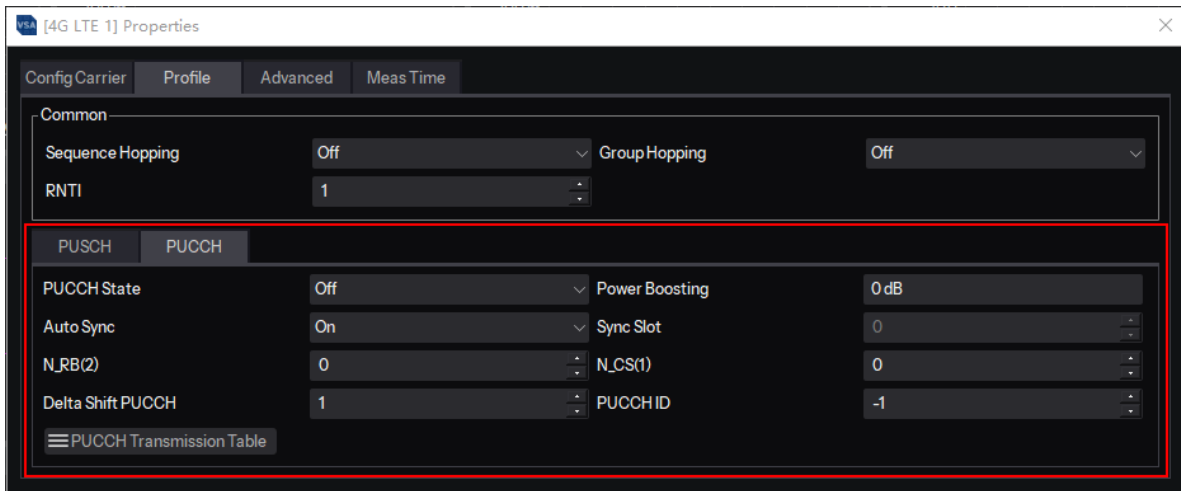 VSA [4G LTE 1] Properties
Config Carrier Profile Advanced Meas Time
Common
Sequence Hopping Off Group Hopping Off
RNTI 1
PUSCH PUCCH
PUCCH State Off Power Boosting 0 dB
Auto Sync On Sync Slot 0
N_RB(2) 0 N_CS(1) 0
Delta Shift PUCCH 1 PUCCH ID -1
PUCCH Transmission Table